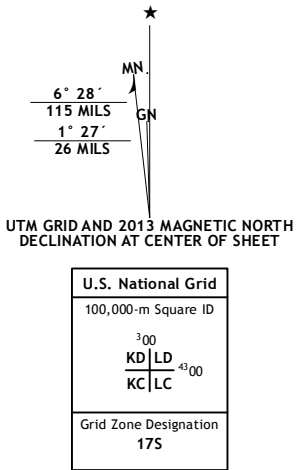 ★
MN.
6° 28´
115 MILS
GN
1° 27´
26 MILS
UTM GRID AND 2013 MAGNETIC NORTH
DECLINATION AT CENTER OF SHEET
U.S. National Grid
100,000-m Square ID
³00
KD LD
⁴³00
KC LC
Grid Zone Designation
17S